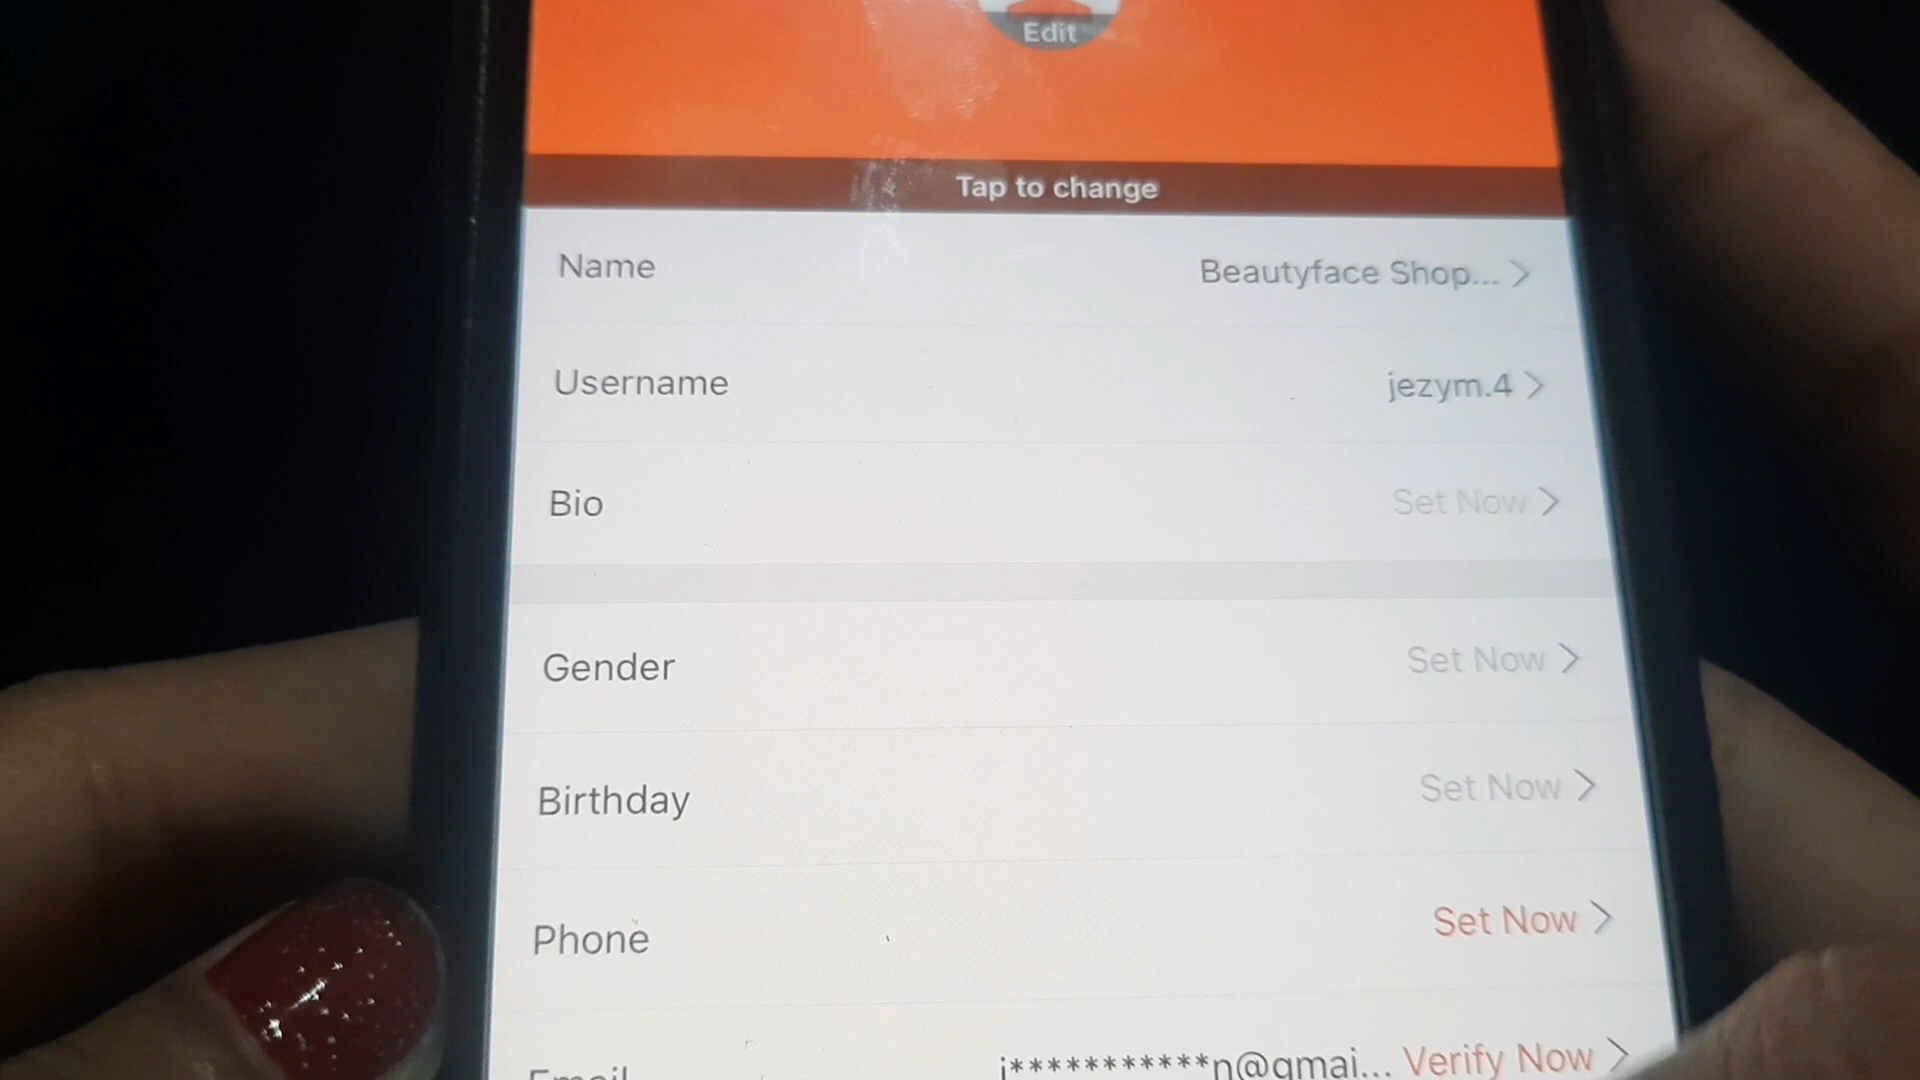 Edit
Tap to change
Name Beautyface Shop... >
Username jezym.4 >
Bio Set Now >
Gender Set Now >
Birthday Set Now >
Phone Set Now >
Email j***********n@gmai... Verify Now >